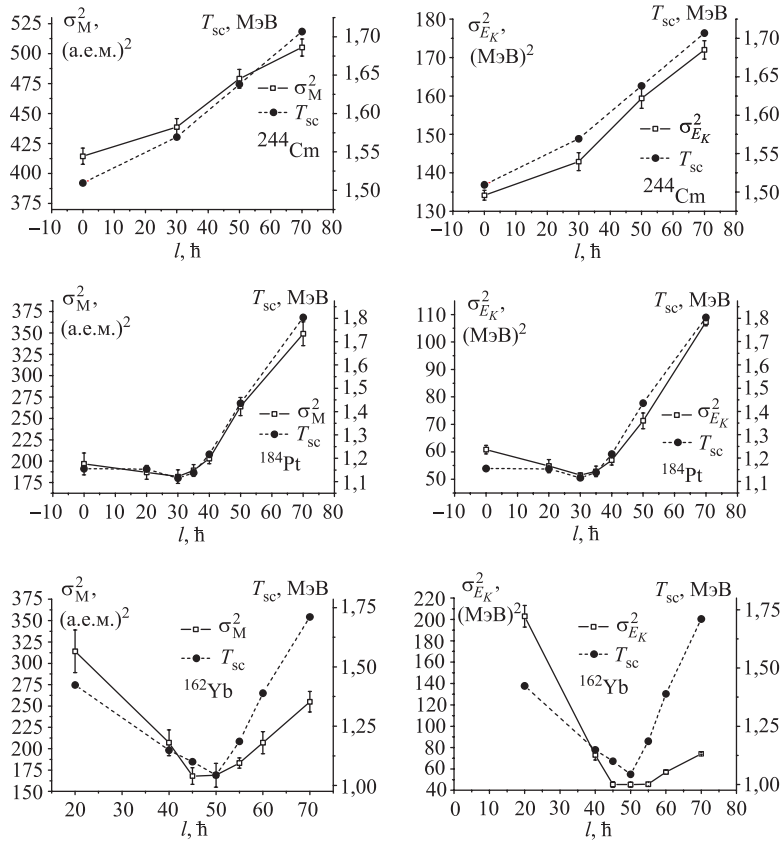 σ²_M, (а.е.м.)²
T_sc, МэВ
525
500
475
450
425
400
375
1,70
1,65
1,60
1,55
1,50
σ²_M
T_sc
²⁴⁴Cm
−10 0 10 20 30 40 50 60 70 80
l, ħ
σ²_{E_K}, (МэВ)²
T_sc, МэВ
180
170
160
150
140
130
1,70
1,65
1,60
1,55
1,50
σ²_{E_K}
T_sc
²⁴⁴Cm
−10 0 10 20 30 40 50 60 70 80
l, ħ
σ²_M, (а.е.м.)²
T_sc, МэВ
375
350
325
300
275
250
225
200
175
1,8
1,7
1,6
1,5
1,4
1,3
1,2
1,1
σ²_M
T_sc
¹⁸⁴Pt
−10 0 10 20 30 40 50 60 70 80
l, ħ
σ²_{E_K}, (МэВ)²
T_sc, МэВ
110
100
90
80
70
60
50
1,8
1,7
1,6
1,5
1,4
1,3
1,2
1,1
σ²_{E_K}
T_sc
¹⁸⁴Pt
−10 0 10 20 30 40 50 60 70 80
l, ħ
σ²_M, (а.е.м.)²
T_sc, МэВ
375
350
325
300
275
250
225
200
175
150
1,75
1,50
1,25
1,00
σ²_M
T_sc
¹⁶²Yb
20 30 40 50 60 70
l, ħ
σ²_{E_K}, (МэВ)²
T_sc, МэВ
220
200
180
160
140
120
100
80
60
40
1,75
1,50
1,25
1,00
σ²_{E_K}
T_sc
¹⁶²Yb
0 10 20 30 40 50 60 70 80
l, ħ